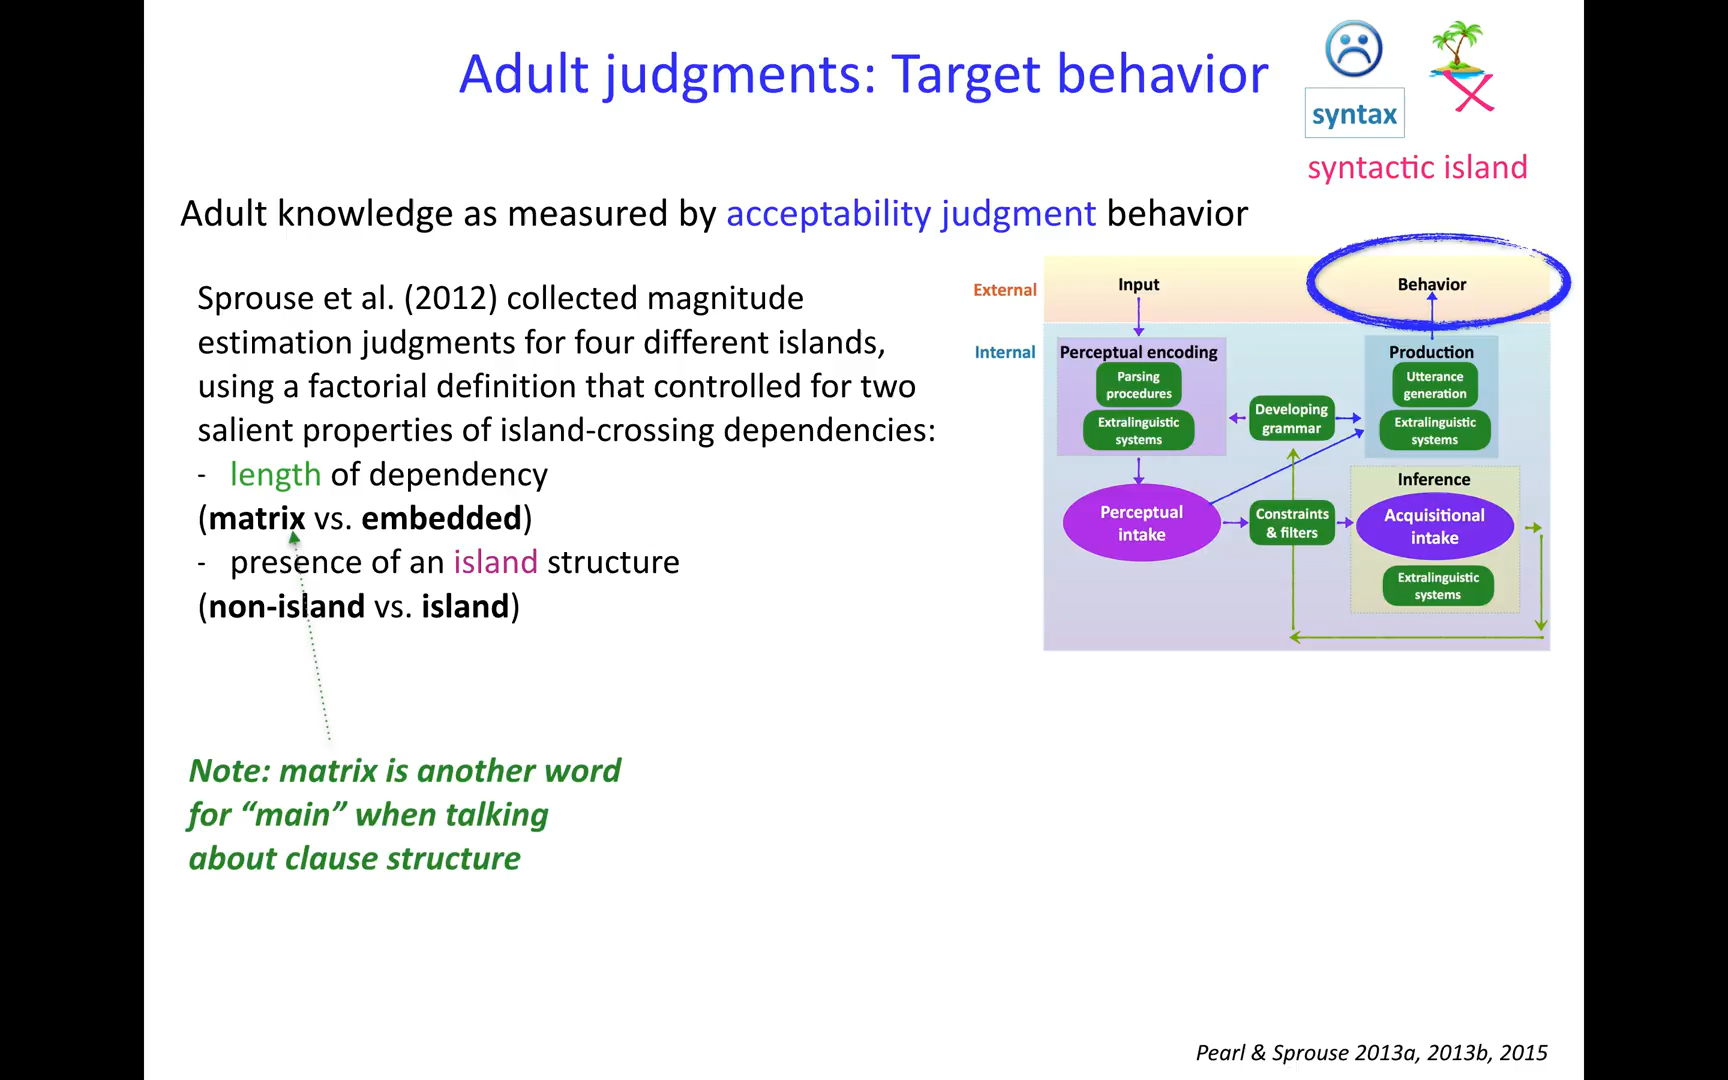 Adult judgments: Target behavior
syntax
syntactic island
Adult knowledge as measured by acceptability judgment behavior
Sprouse et al. (2012) collected magnitude
estimation judgments for four different islands,
using a factorial definition that controlled for two
salient properties of island-crossing dependencies:
- length of dependency
(matrix vs. embedded)
- presence of an island structure
(non-island vs. island)
Note: matrix is another word
for “main” when talking
about clause structure
External
Input
Behavior
Internal
Perceptual encoding
Parsing
procedures
Extralinguistic
systems
Developing
grammar
Production
Utterance
generation
Extralinguistic
systems
Perceptual
intake
Constraints
& filters
Inference
Acquisitional
intake
Extralinguistic
systems
Pearl & Sprouse 2013a, 2013b, 2015